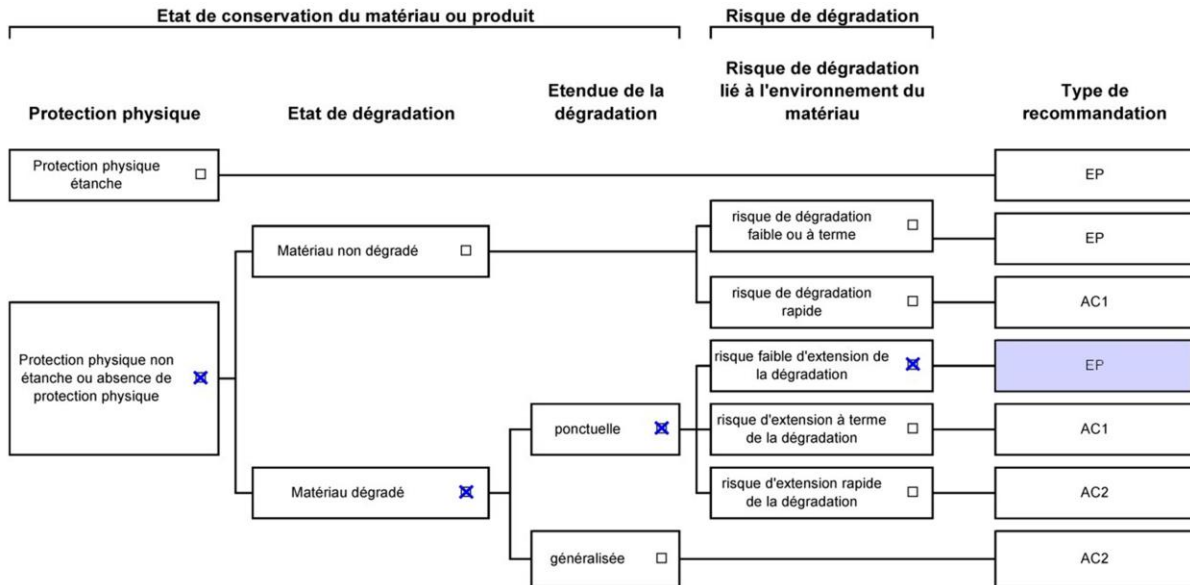 Etat de conservation du matériau ou produit
Risque de dégradation
Protection physique
Etat de dégradation
Etendue de la
dégradation
Risque de dégradation
lié à l'environnement du
matériau
Type de
recommandation
Protection physique
étanche
EP
Matériau non dégradé
risque de dégradation
faible ou à terme
EP
risque de dégradation
rapide
AC1
Protection physique non
étanche ou absence de
protection physique
risque faible d'extension de
la dégradation
EP
ponctuelle
risque d'extension à terme
de la dégradation
AC1
Matériau dégradé
risque d'extension rapide
de la dégradation
AC2
généralisée
AC2